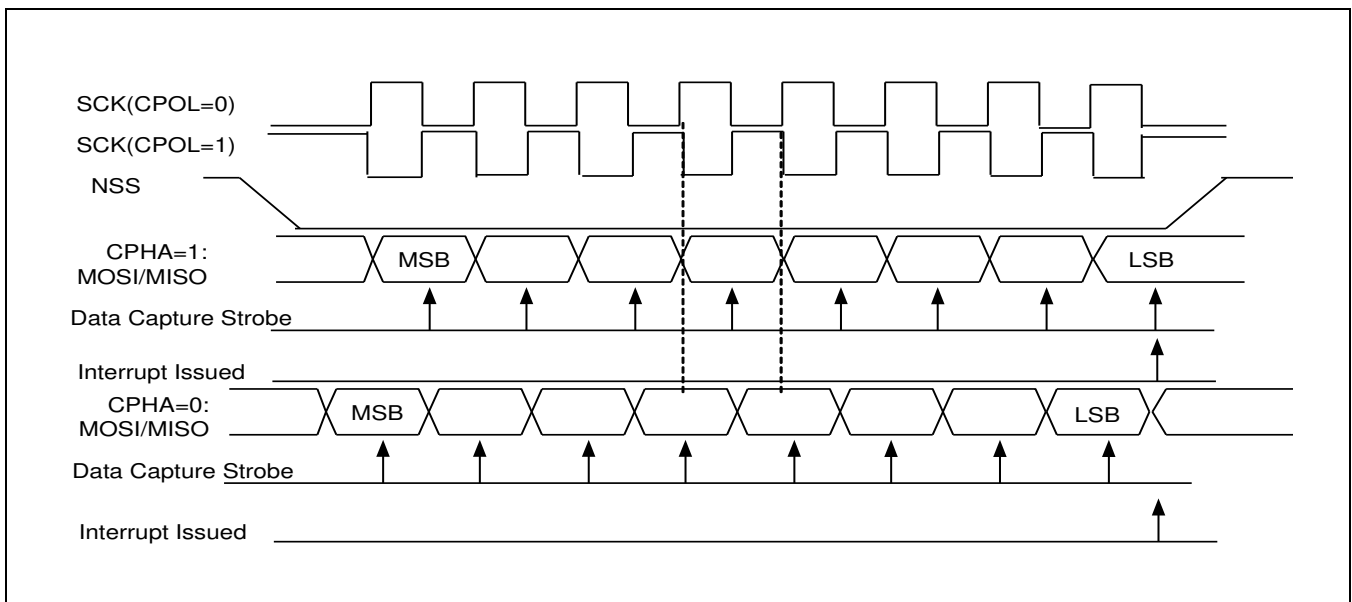 SCK(CPOL=0)
SCK(CPOL=1)
NSS
CPHA=1:
MOSI/MISO
MSB
LSB
Data Capture Strobe
Interrupt Issued
CPHA=0:
MOSI/MISO
MSB
LSB
Data Capture Strobe
Interrupt Issued